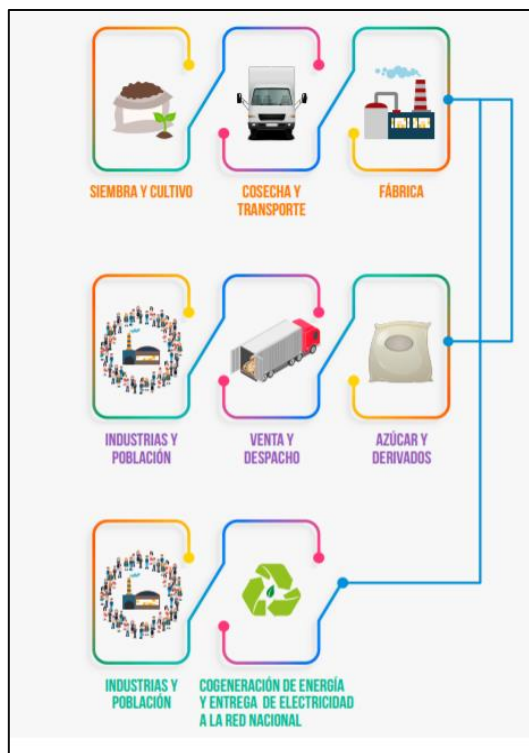 SIEMBRA Y CULTIVO
COSECHA Y
TRANSPORTE
FÁBRICA
INDUSTRIAS Y
POBLACIÓN
VENTA Y
DESPACHO
AZÚCAR Y
DERIVADOS
INDUSTRIAS Y
POBLACIÓN
COGENERACIÓN DE ENERGÍA
Y ENTREGA DE ELECTRICIDAD
A LA RED NACIONAL